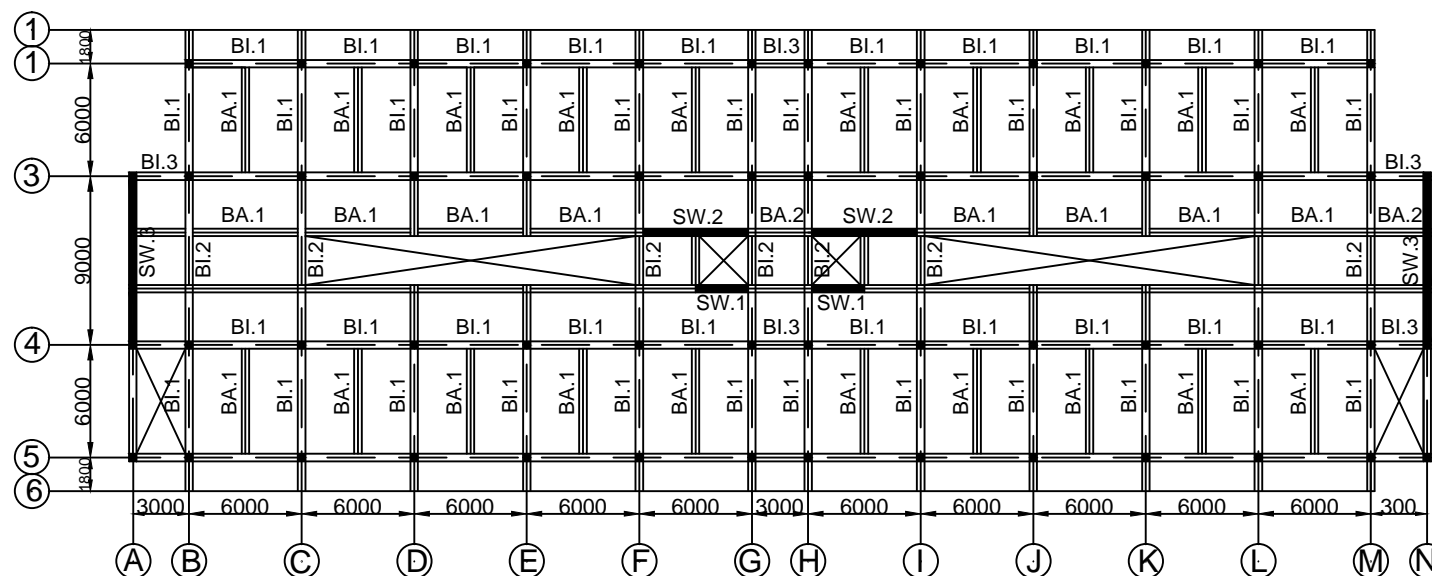 1
1800
BI.1 BI.1 BI.1 BI.1 BI.1 BI.3 BI.1 BI.1 BI.1 BI.1 BI.1
1
6000
BI.1 BA.1 BI.1 BA.1 BI.1 BA.1 BI.1 BA.1 BI.1 BA.1 BI.1 BI.1 BA.1 BI.1 BA.1 BI.1 BA.1 BI.1 BA.1 BI.1 BA.1 BI.1
BI.3 BI.3
3
BA.1 BA.1 BA.1 BA.1 SW.2 BA.2 SW.2 BA.1 BA.1 BA.1 BA.1 BA.2
9000
SW.3 BI.2 BI.2 BI.2 BI.2 BI.2 BI.2 BI.2 SW.3
SW.1 SW.1
BI.1 BI.1 BI.1 BI.1 BI.1 BI.3 BI.1 BI.1 BI.1 BI.1 BI.1 BI.3
4
6000
BI.1 BA.1 BI.1 BA.1 BI.1 BA.1 BI.1 BA.1 BI.1 BA.1 BI.1 BI.1 BA.1 BI.1 BA.1 BI.1 BA.1 BI.1 BA.1 BI.1 BA.1 BI.1
5
1800
6
3000 6000 6000 6000 6000 6000 3000 6000 6000 6000 6000 6000 300
A B C D E F G H I J K L M N